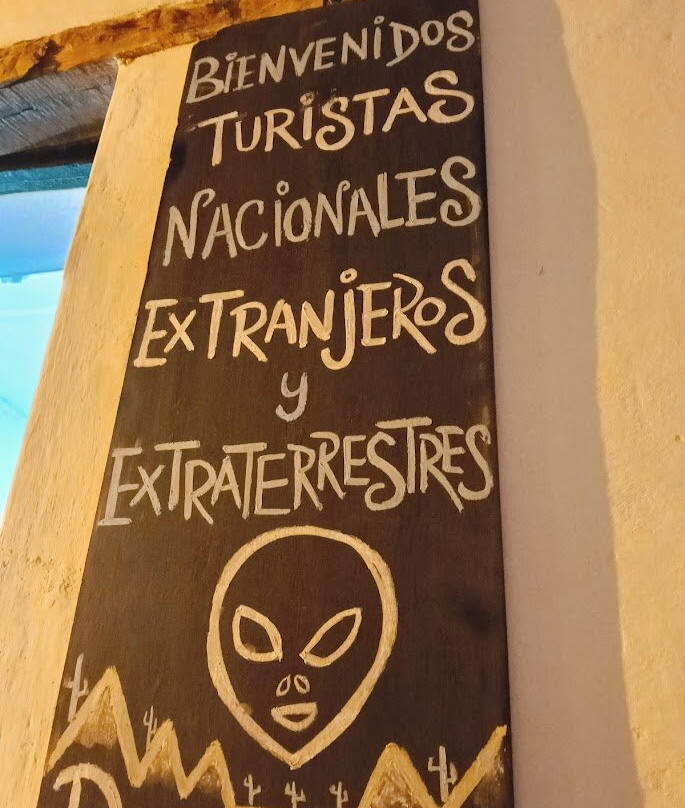 BiENVENiDOS
TURiSTAS
NACiONALES
EXTRANJEROS
y
EXTRATERRESTRES